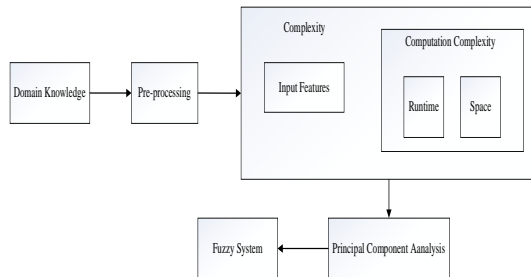 Complexity
Computation Complexity
Domain Knowledge
Pre-processing
Input Features
Runtime
Space
Fuzzy System
Principal Component Aanalysis